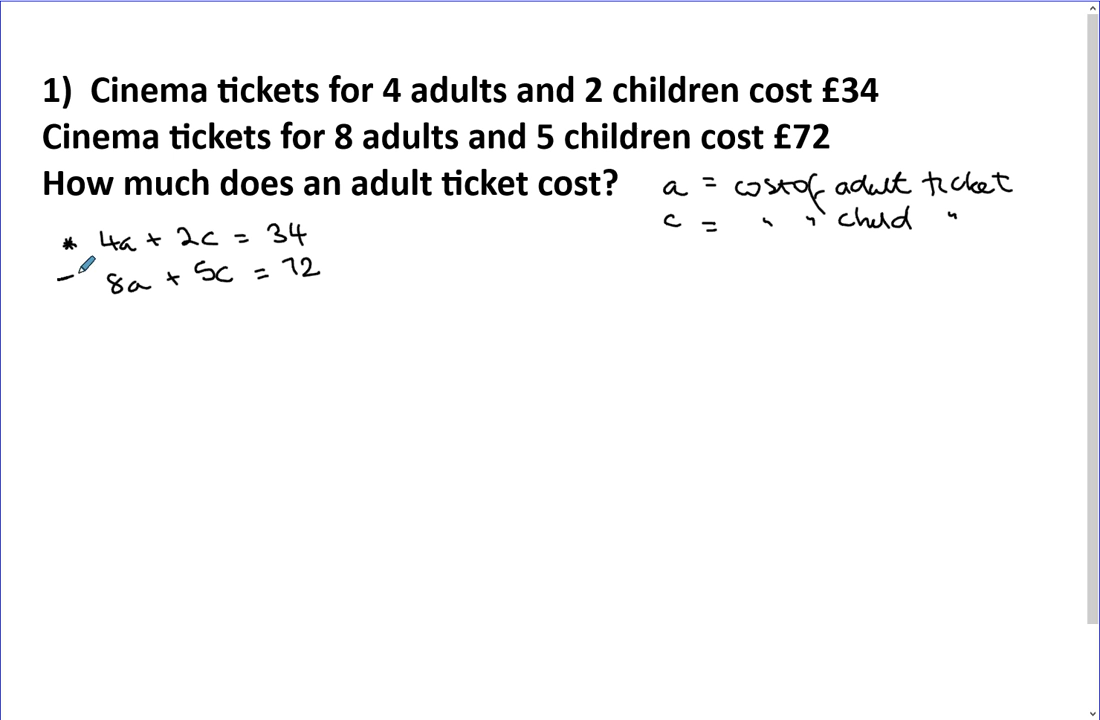 1) Cinema tickets for 4 adults and 2 children cost £34
Cinema tickets for 8 adults and 5 children cost £72
How much does an adult ticket cost?
a = cost of adult ticket
c = " " child "
* 4a + 2c = 34
- 8a + 5c = 72